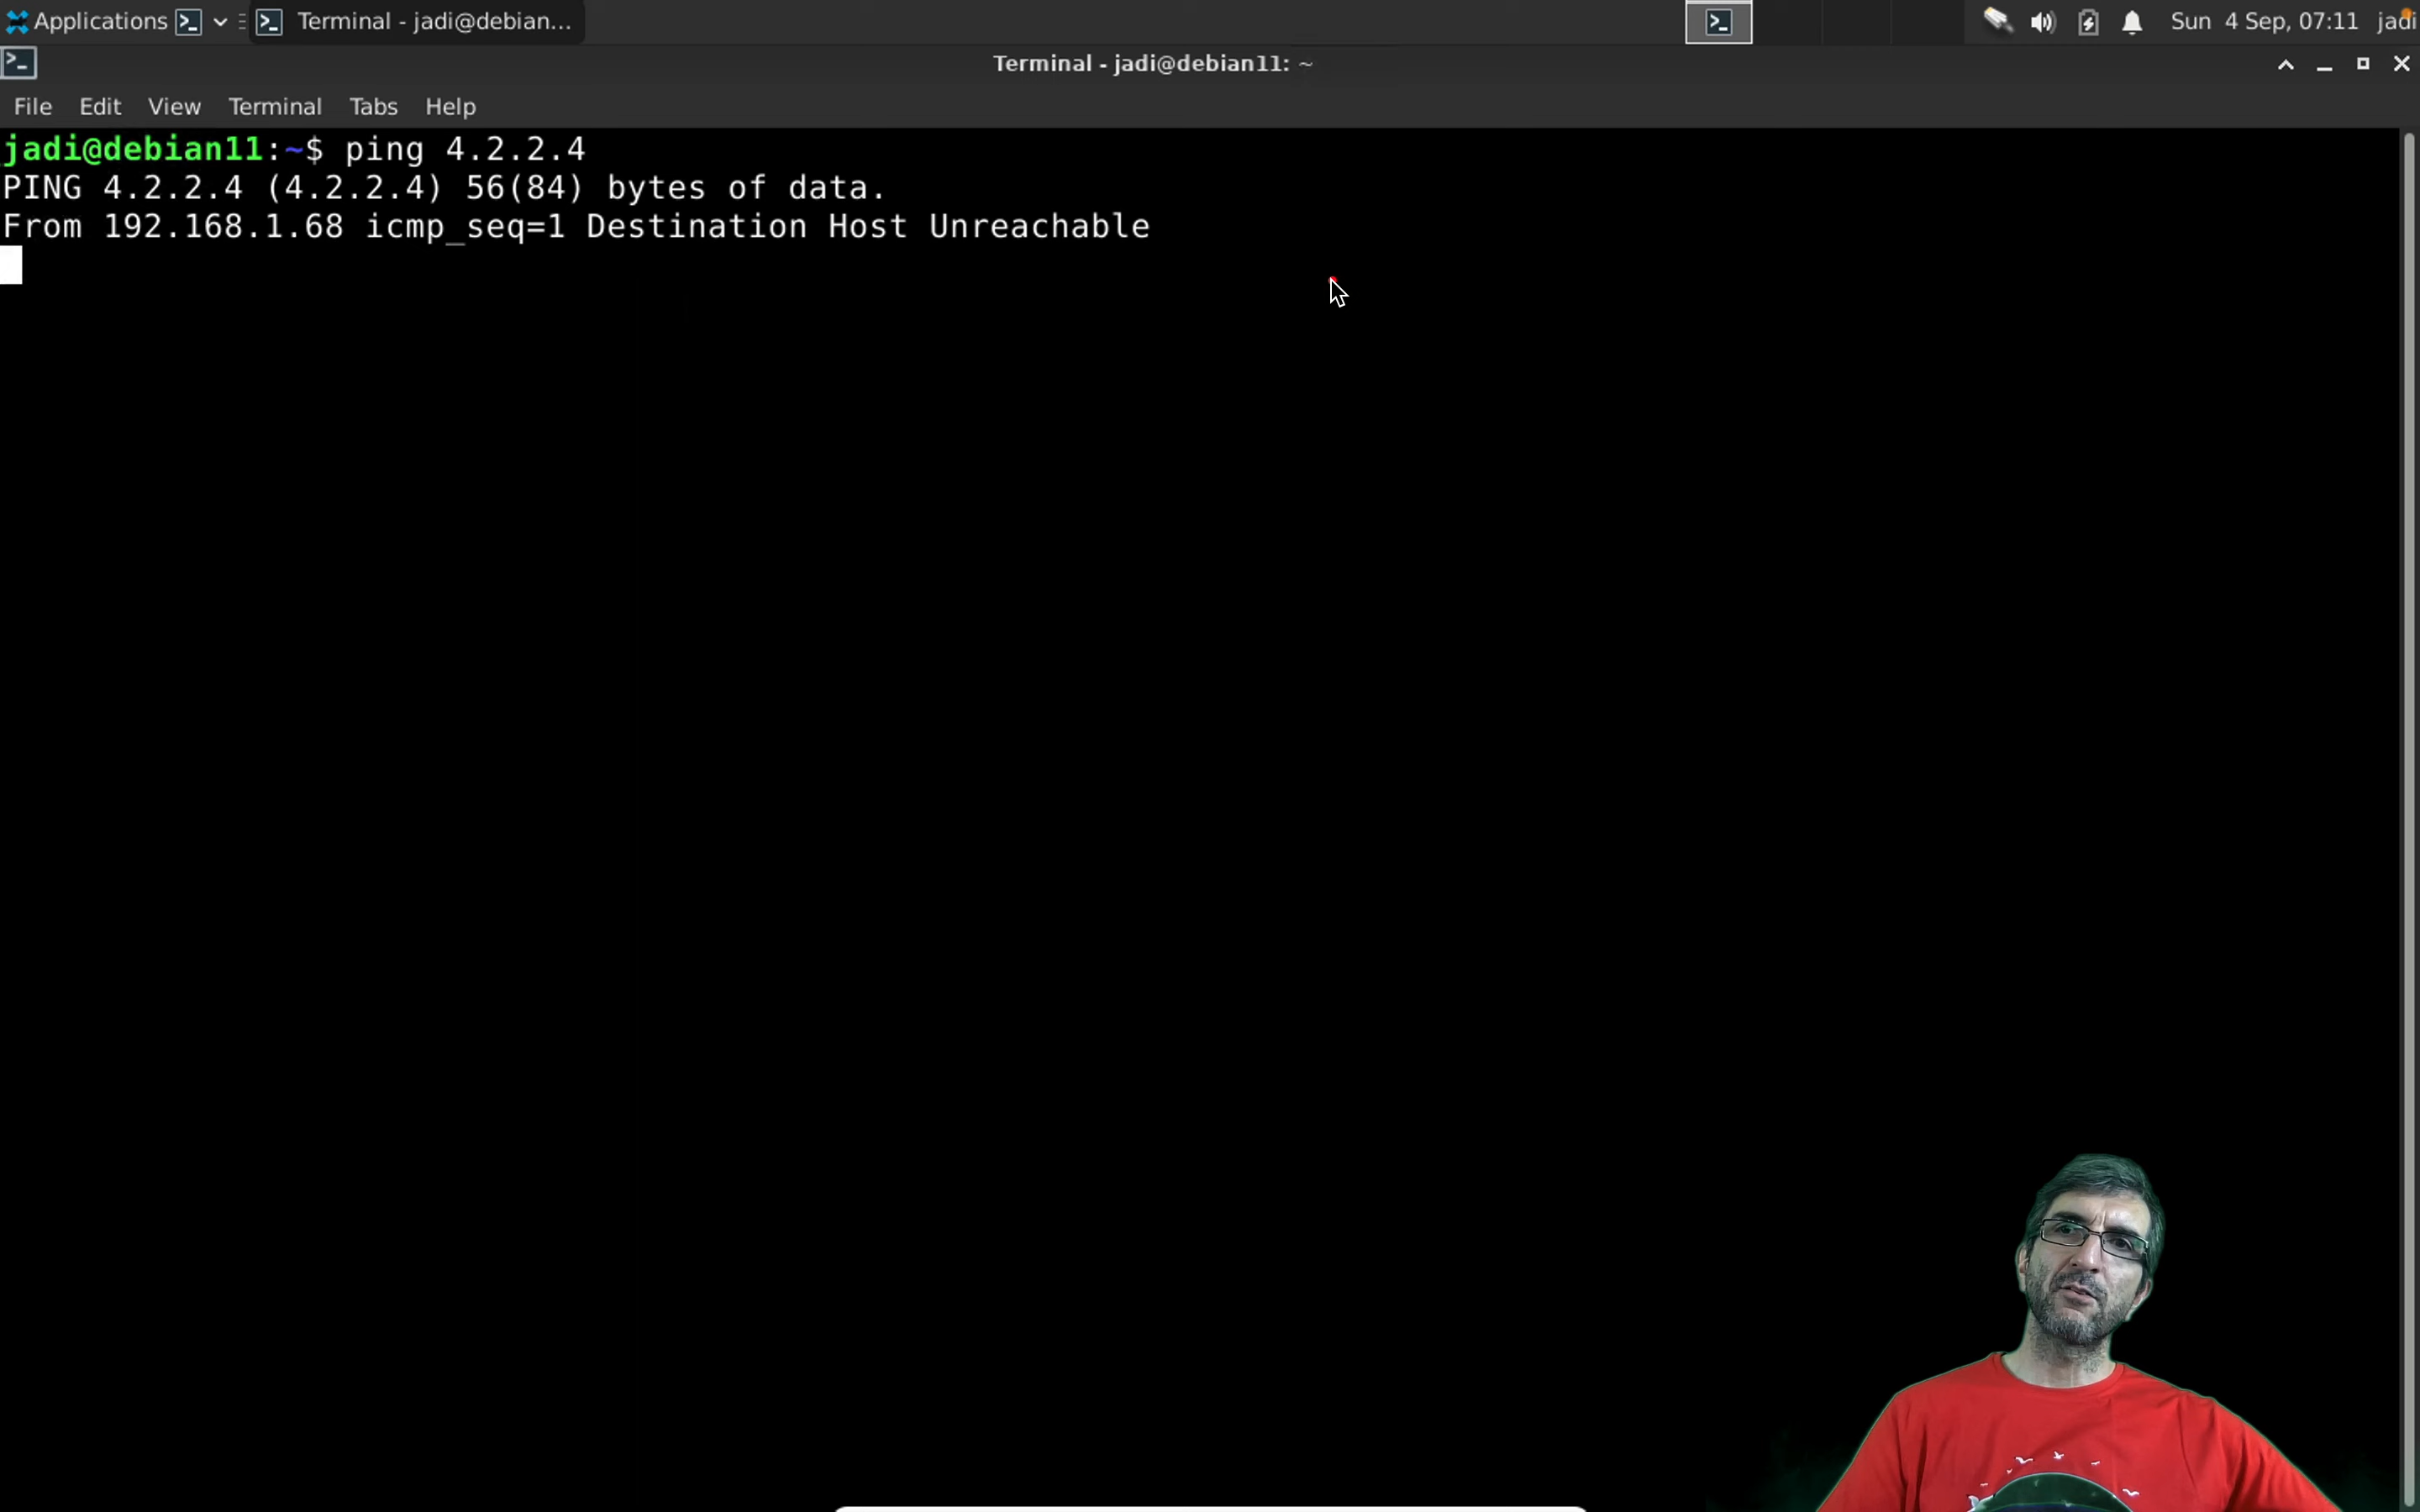 Applications
Terminal - jadi@debian...
Sun 4 Sep, 07:11 jadi
Terminal - jadi@debian11: ~
File Edit View Terminal Tabs Help
jadi@debian11:~$ ping 4.2.2.4
PING 4.2.2.4 (4.2.2.4) 56(84) bytes of data.
From 192.168.1.68 icmp_seq=1 Destination Host Unreachable